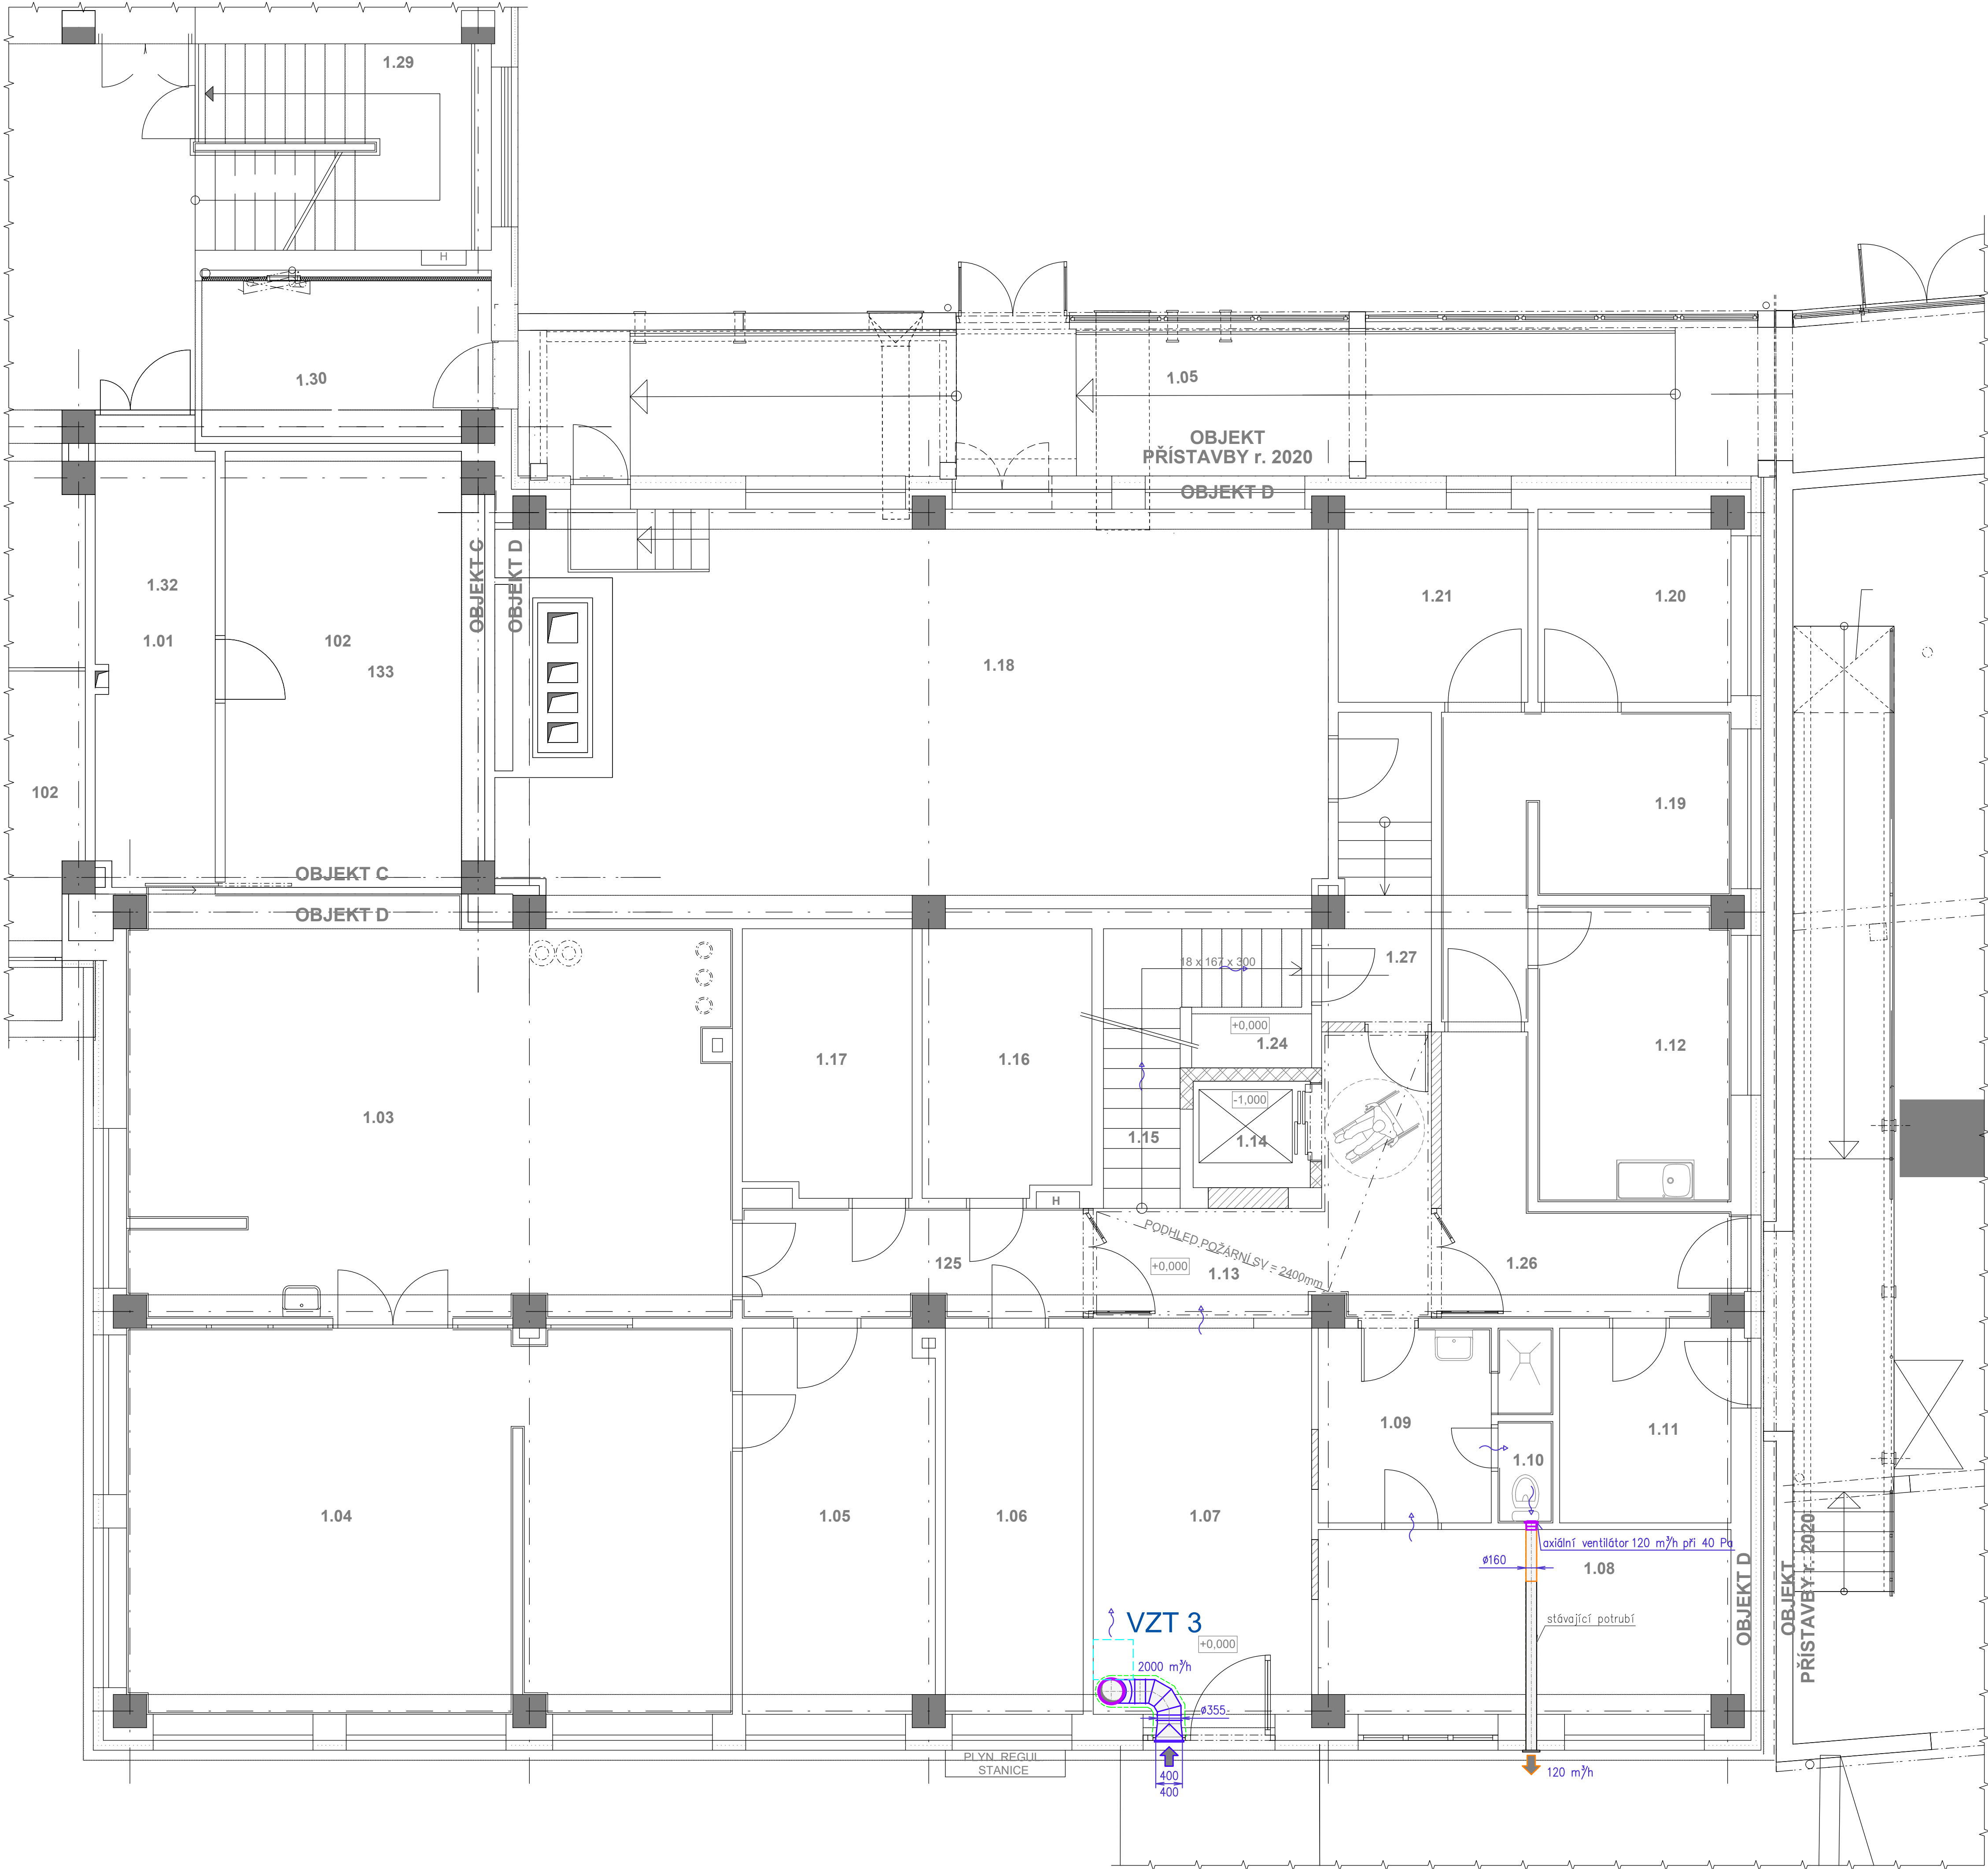 1.29
H
1.30
1.05
OBJEKT
PŘÍSTAVBY r. 2020
OBJEKT D
OBJEKT C
OBJEKT D
1.32
1.01
102
133
1.18
1.21
1.20
102
1.19
OBJEKT C
OBJEKT D
18 x 167 x 300
1.27
+0,000
1.24
1.17
1.16
1.12
1.03
-1,000
1.15
1.14
H
PODHLED POŽÁRNÍ SV = 2400mm
125
+0,000
1.13
1.26
1.09
1.11
1.10
1.04
1.05
1.06
1.07
axiální ventilátor 120 m³/h při 40 Pa
ø160
1.08
stávající potrubí
OBJEKT D
OBJEKT
PŘÍSTAVBY r. 2020
VZT 3
+0,000
2000 m³/h
ø355
PLYN. REGUL
STANICE
400
400
120 m³/h